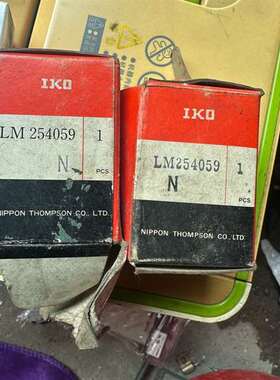 IKO
LM 254059 1
N PCS
NIPPON THOMPSON CO., LTD.
IKO
LM254059 1
N PCS
NIPPON THOMPSON CO., LTD.